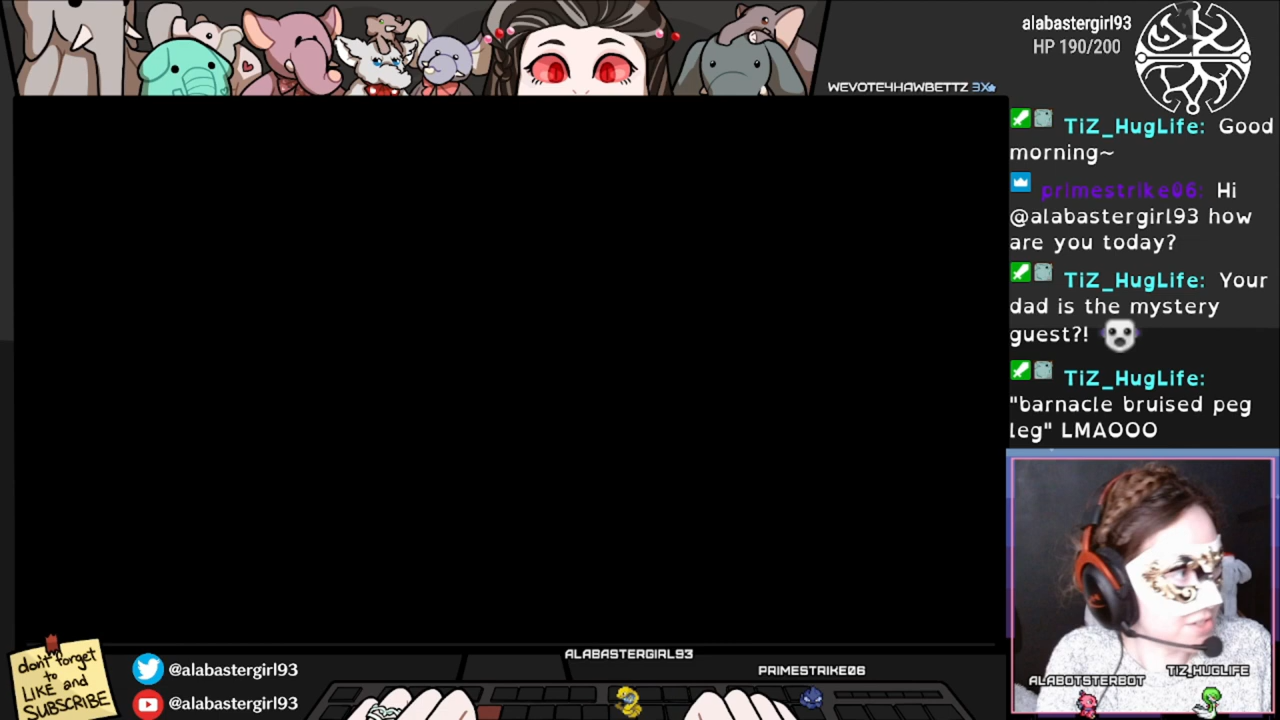 alabastergirl93
HP 190/200
WEVOTE4HAWBETTZ 3X
TiZ_HugLife: Good
morning~
primestrike06: Hi
@alabastergirl93 how
are you today?
TiZ_HugLife: Your
dad is the mystery
guest?!
TiZ_HugLife:
"barnacle bruised peg
leg" LMAOOO
ALABASTERGIRL93
PRIMESTRIKE06
don't forget
to
LIKE and
SUBSCRIBE
@alabastergirl93
@alabastergirl93
ALABOTSTERBOT
TIZ_HUGLIFE